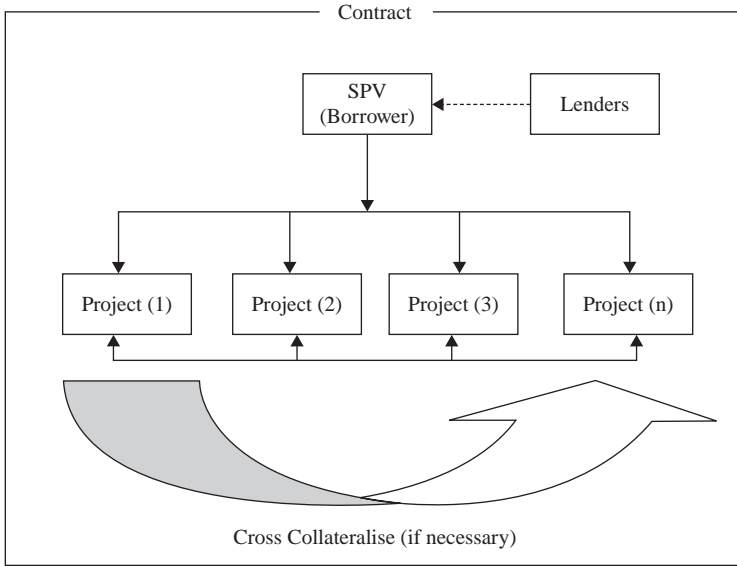 Contract
SPV
(Borrower)
Lenders
Project (1)
Project (2)
Project (3)
Project (n)
Cross Collateralise (if necessary)